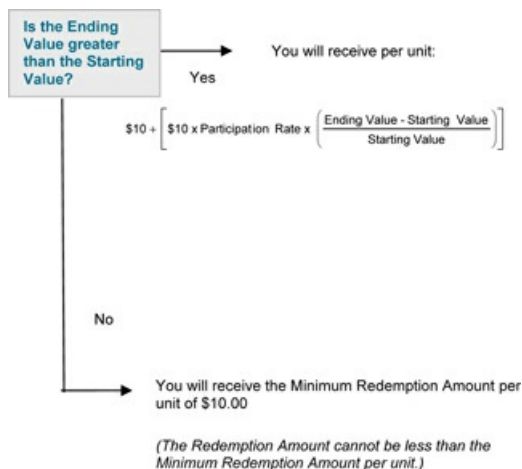 Is the Ending
Value greater
than the Starting
Value?
You will receive per unit:
Yes
$10 + [$10 x Participation Rate x (Ending Value - Starting Value / Starting Value)]
No
You will receive the Minimum Redemption Amount per
unit of $10.00
(The Redemption Amount cannot be less than the
Minimum Redemption Amount per unit.)